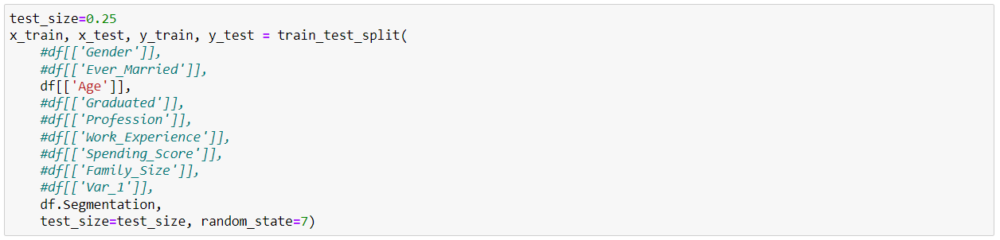 test_size=0.25
x_train, x_test, y_train, y_test = train_test_split(
    #df[['Gender']],
    #df[['Ever_Married']],
    df[['Age']],
    #df[['Graduated']],
    #df[['Profession']],
    #df[['Work_Experience']],
    #df[['Spending_Score']],
    #df[['Family_Size']],
    #df[['Var_1']],
    df.Segmentation,
    test_size=test_size, random_state=7)